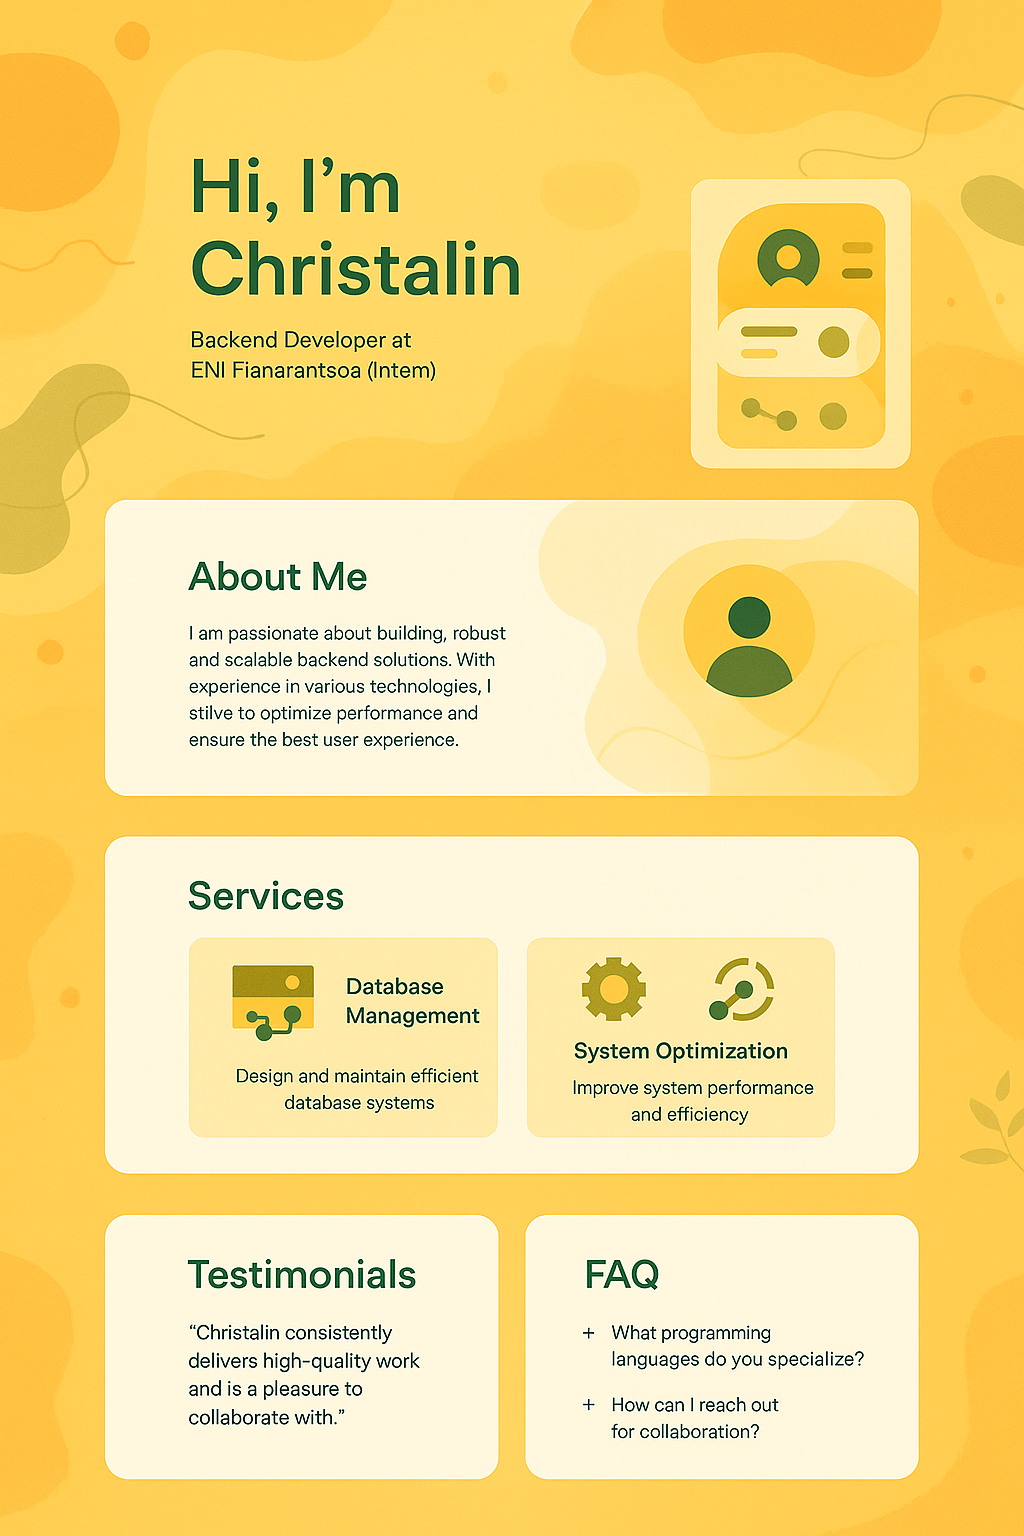 Hi, I’m
Christalin
Backend Developer at
ENI Fianarantsoa (Intem)
About Me
I am passionate about building, robust
and scalable backend solutions. With
experience in various technologies, I
stilve to optimize performance and
ensure the best user experience.
Services
Database
Management
Design and maintain efficient
database systems
System Optimization
Improve system performance
and efficiency
Testimonials
“Christalin consistently
delivers high-quality work
and is a pleasure to
collaborate with.”
FAQ
+ What programming
languages do you specialize?
+ How can I reach out
for collaboration?